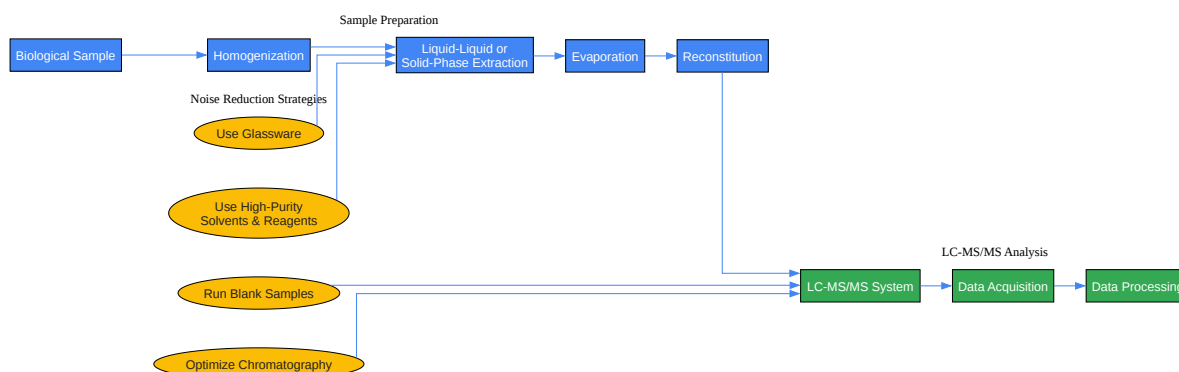 Sample Preparation
Biological Sample
Homogenization
Liquid-Liquid or
Solid-Phase Extraction
Evaporation
Reconstitution
Noise Reduction Strategies
Use Glassware
Use High-Purity
Solvents & Reagents
LC-MS/MS Analysis
Run Blank Samples
LC-MS/MS System
Data Acquisition
Data Processing
Optimize Chromatography